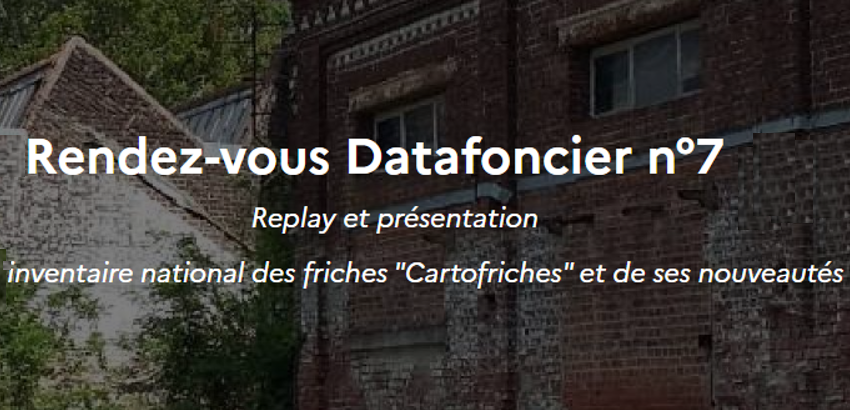 Rendez-vous Datafoncier n°7
Replay et présentation
inventaire national des friches "Cartofriches" et de ses nouveautés